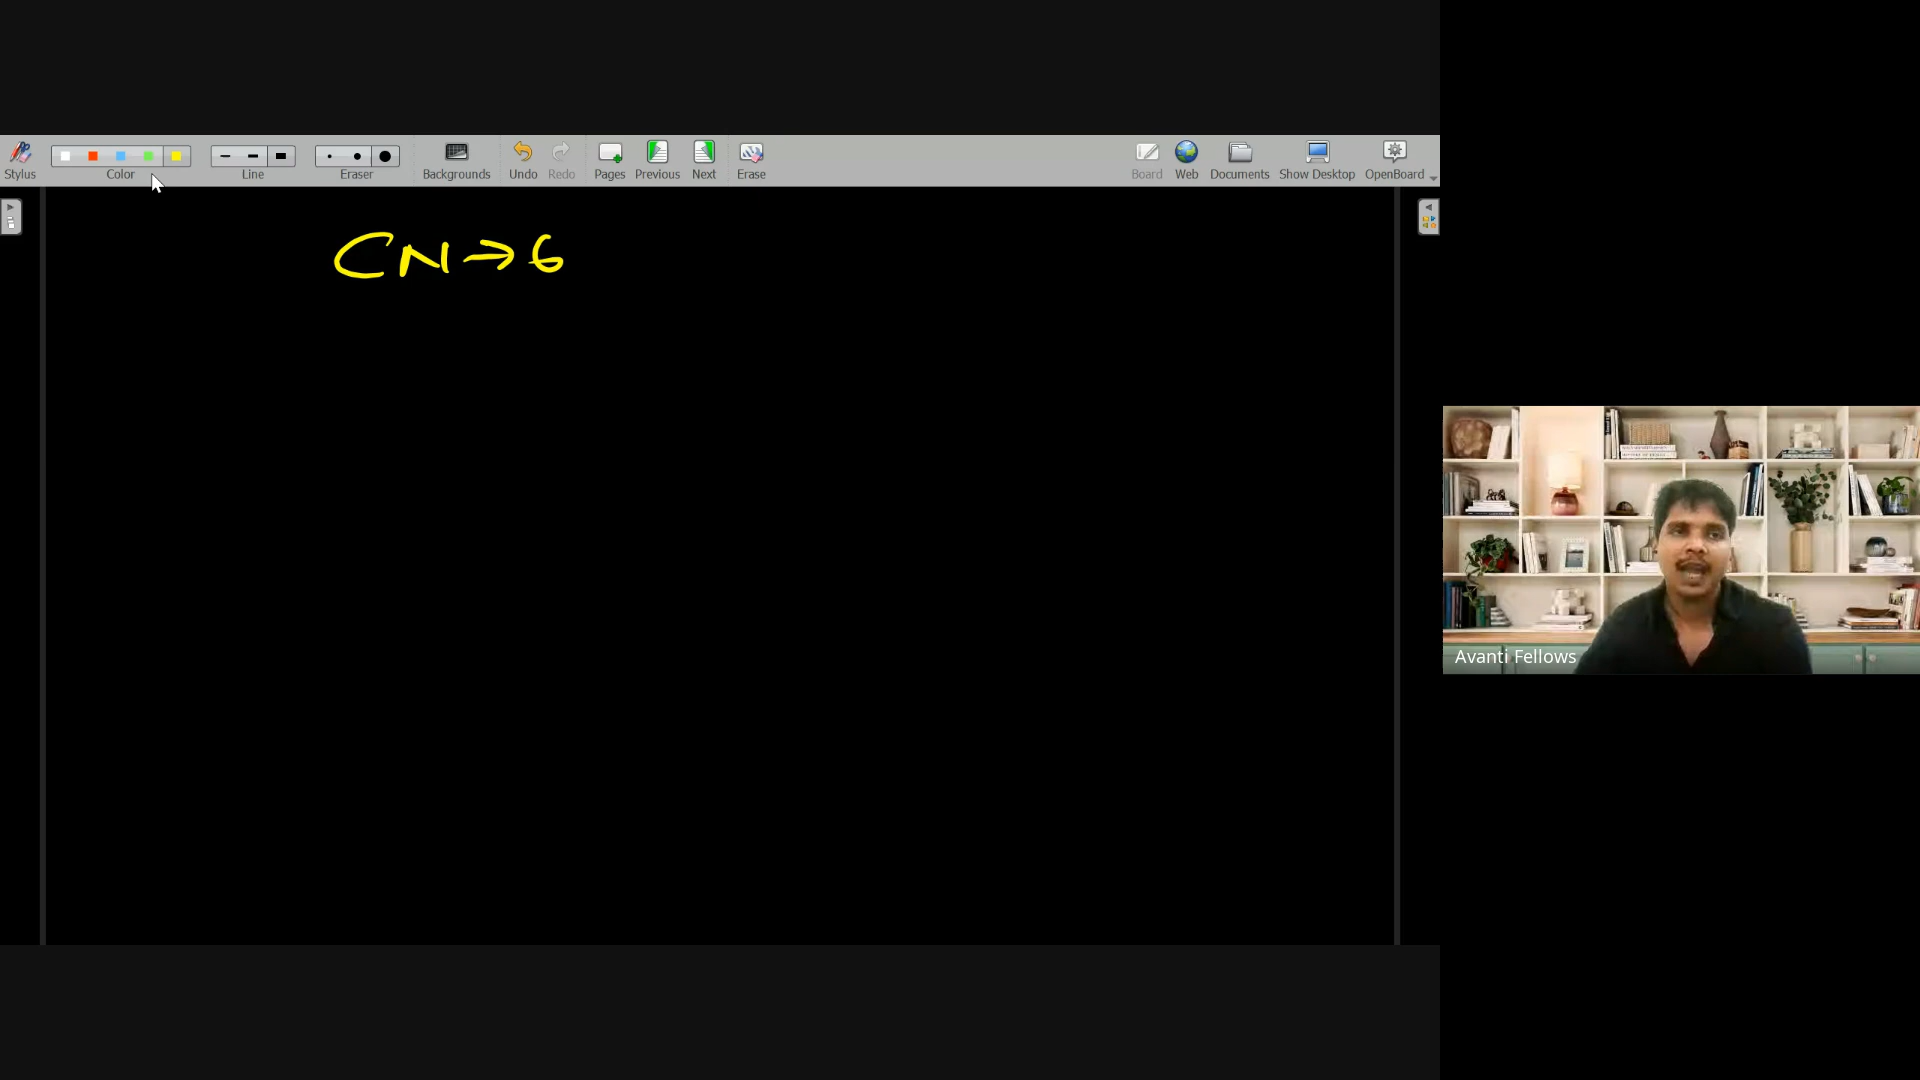 Stylus Color Line Eraser Backgrounds Undo Redo Pages Previous Next Erase Board Web Documents Show Desktop OpenBoard
CN→6
Avanti Fellows